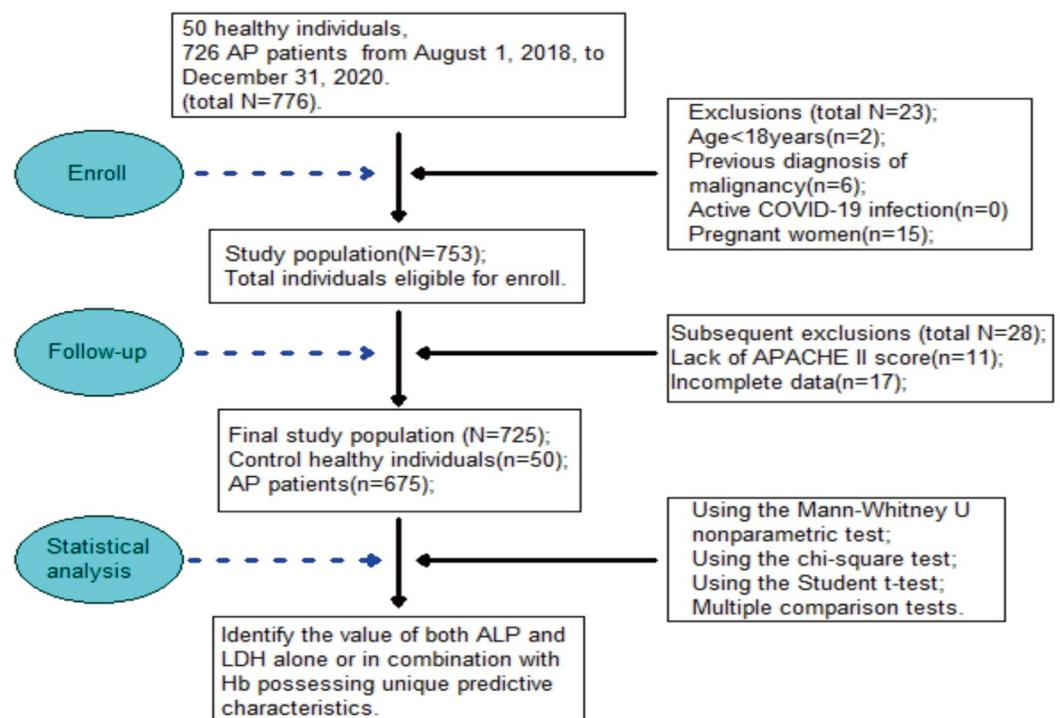 50 healthy individuals,
726 AP patients from August 1, 2018, to
December 31, 2020.
(total N=776).
Exclusions (total N=23);
Age<18years(n=2);
Previous diagnosis of
malignancy(n=6);
Active COVID-19 infection(n=0)
Pregnant women(n=15);
Enroll
Study population(N=753);
Total individuals eligible for enroll.
Follow-up
Subsequent exclusions (total N=28);
Lack of APACHE II score(n=11);
Incomplete data(n=17);
Final study population (N=725);
Control healthy individuals(n=50);
AP patients(n=675);
Statistical
analysis
Using the Mann-Whitney U
nonparametric test;
Using the chi-square test;
Using the Student t-test;
Multiple comparison tests.
Identify the value of both ALP and
LDH alone or in combination with
Hb possessing unique predictive
characteristics.